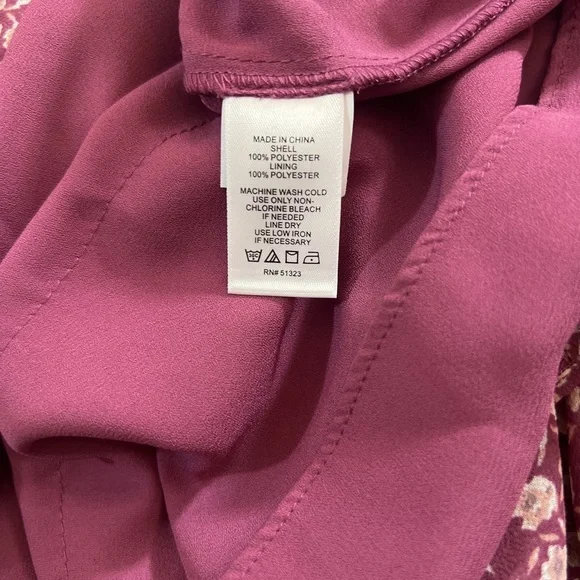 MADE IN CHINA
SHELL
100% POLYESTER
LINING
100% POLYESTER
MACHINE WASH COLD
USE ONLY NON-
CHLORINE BLEACH
IF NEEDED
LINE DRY
USE LOW IRON
IF NECESSARY
RN# 51323